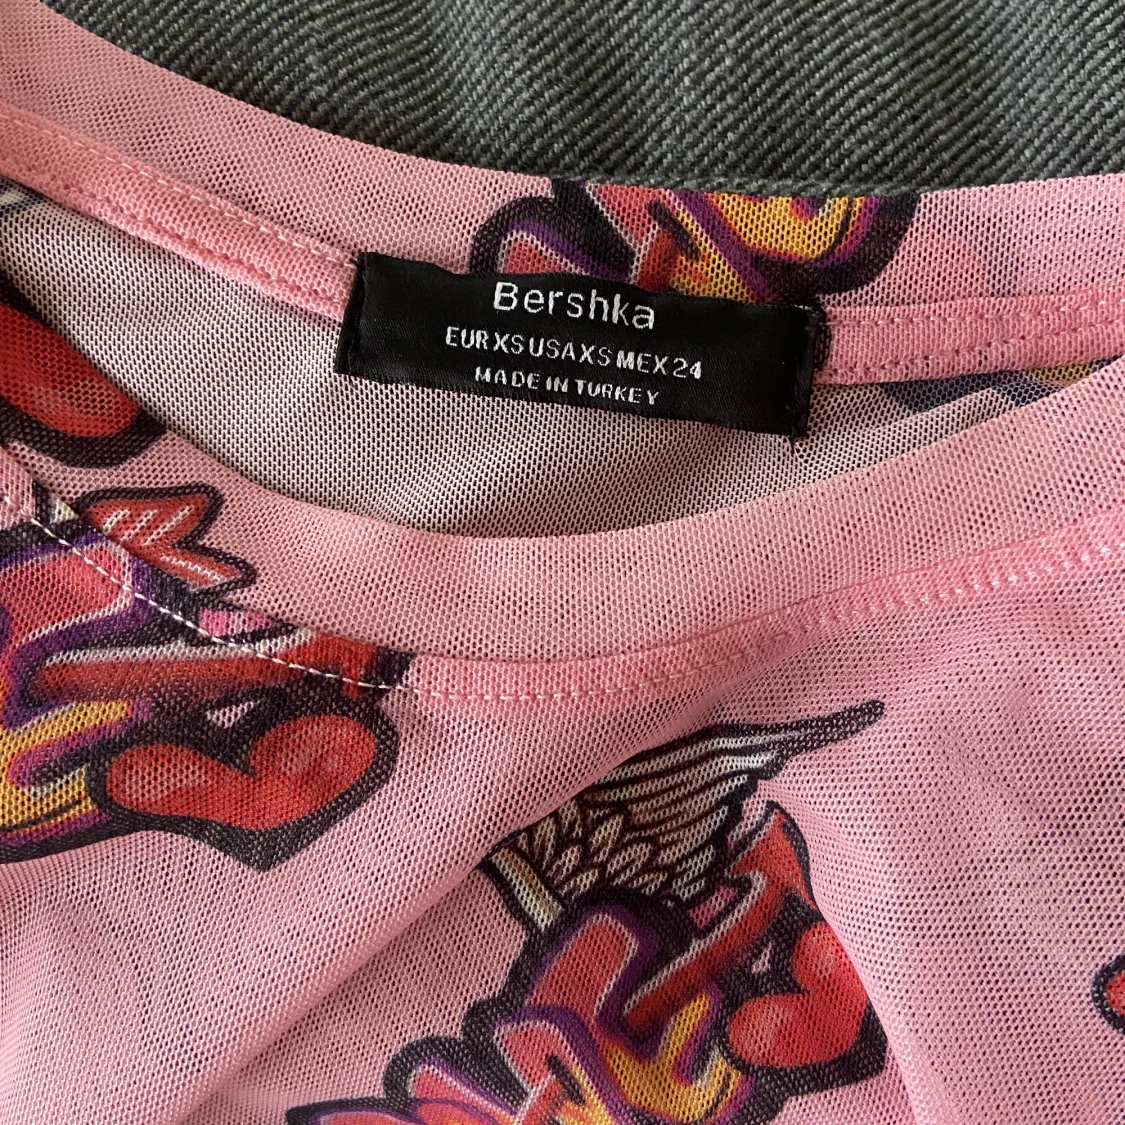 Bershka
EUR XS USA XS MEX 24
MADE IN TURKEY